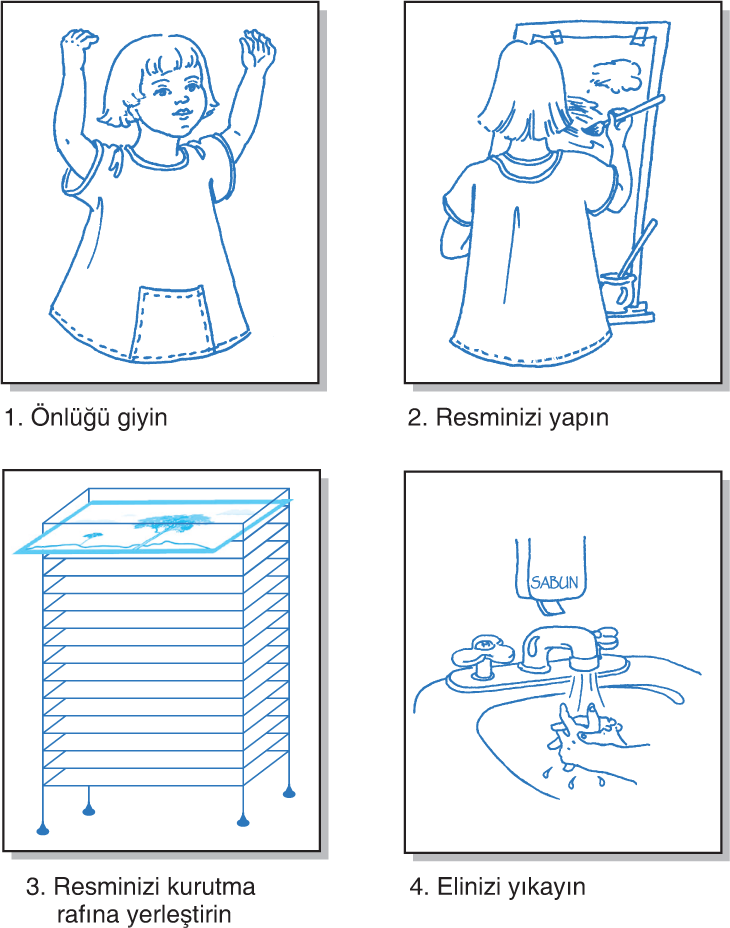 1. Önlüğü giyin
2. Resminizi yapın
3. Resminizi kurutma
rafına yerleştirin
SABUN
4. Elinizi yıkayın